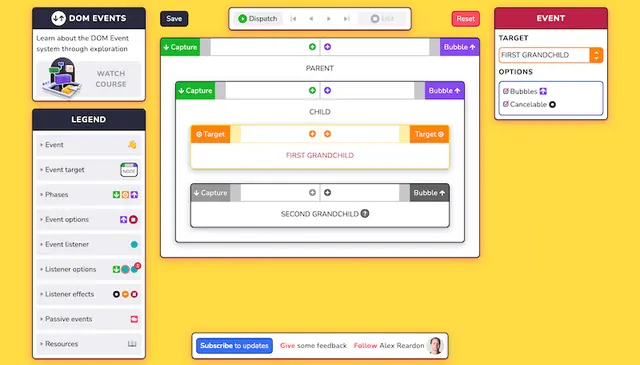 DOM EVENTS
Learn about the DOM Event
system through exploration
WATCH
COURSE
LEGEND
Event
Event target
NODE
Phases
Event options
Event listener
Listener options
Listener effects
Passive events
Resources
Save
Dispatch
Edit
Reset
Capture
Bubble
PARENT
Capture
Bubble
CHILD
Target
Target
FIRST GRANDCHILD
Capture
Bubble
SECOND GRANDCHILD ?
Subscribe to updates
Give some feedback
Follow Alex Reardon
EVENT
TARGET
FIRST GRANDCHILD
OPTIONS
Bubbles
Cancelable